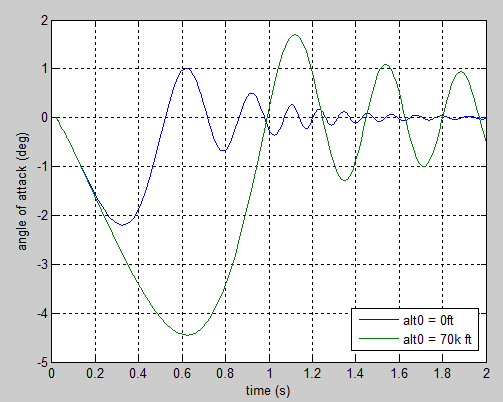 2
1
0
-1
-2
-3
-4
-5
angle of attack (deg)
0 0.2 0.4 0.6 0.8 1 1.2 1.4 1.6 1.8 2
time (s)
alt0 = 0ft
alt0 = 70k ft